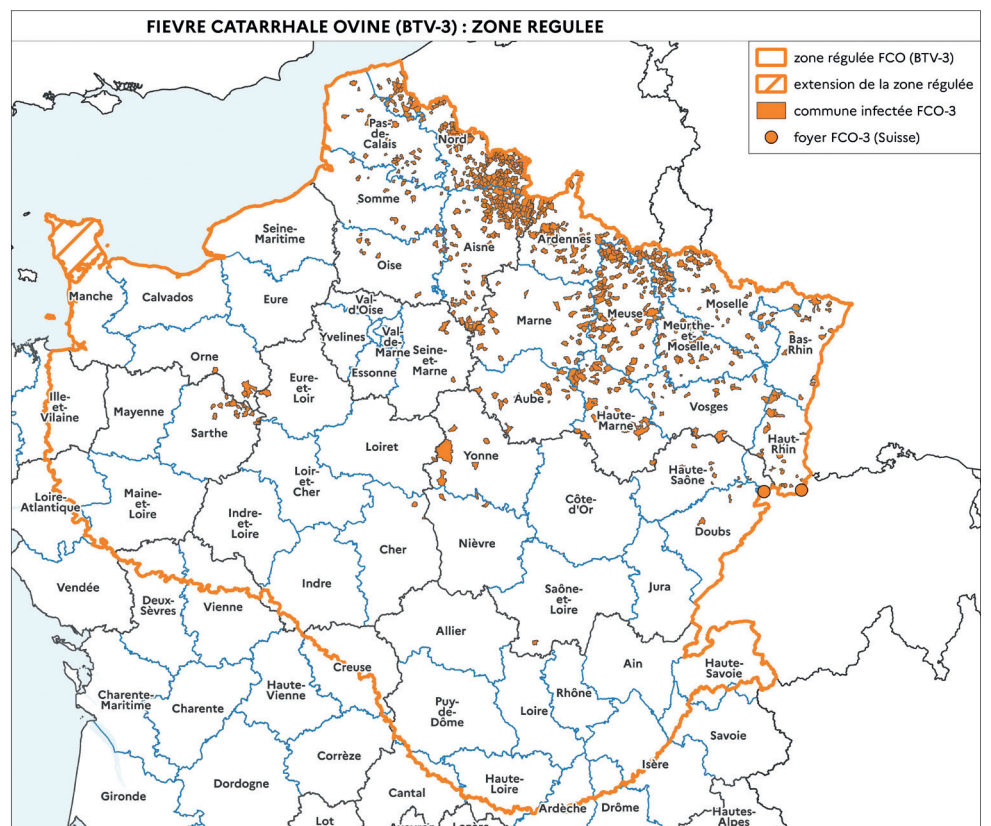 FIEVRE CATARRHALE OVINE (BTV-3) : ZONE REGULEE
zone régulée FCO (BTV-3)
extension de la zone régulée
commune infectée FCO-3
foyer FCO-3 (Suisse)
Pas-
de-
Calais
Nord
Somme
Seine-
Maritime
Aisne
Ardennes
Oise
Manche
Calvados
Eure
Val-
d'Oise
Yvelines
Val-
de-
Marne
Essonne
Seine-
et-
Marne
Marne
Meuse
Moselle
Meurthe-
et-
Moselle
Bas-
Rhin
Orne
Eure-
et-
Loir
Ille-
et-
Vilaine
Mayenne
Sarthe
Aube
Haute-
Marne
Vosges
Haut-
Rhin
Loiret
Yonne
Loir-
et-
Cher
Haute-
Saône
Loire-
Atlantique
Maine-
et-
Loire
Indre-
et-
Loire
Côte-
d'Or
Doubs
Cher
Nièvre
Vendée
Deux-
Sèvres
Vienne
Indre
Saône-
et-
Loire
Jura
Allier
Creuse
Ain
Haute-
Savoie
Charente-
Maritime
Charente
Haute-
Vienne
Puy-
de-
Dôme
Loire
Rhône
Savoie
Corrèze
Isère
Gironde
Dordogne
Cantal
Haute-
Loire
Ardèche
Drôme
Hautes-
Alpes
Lot